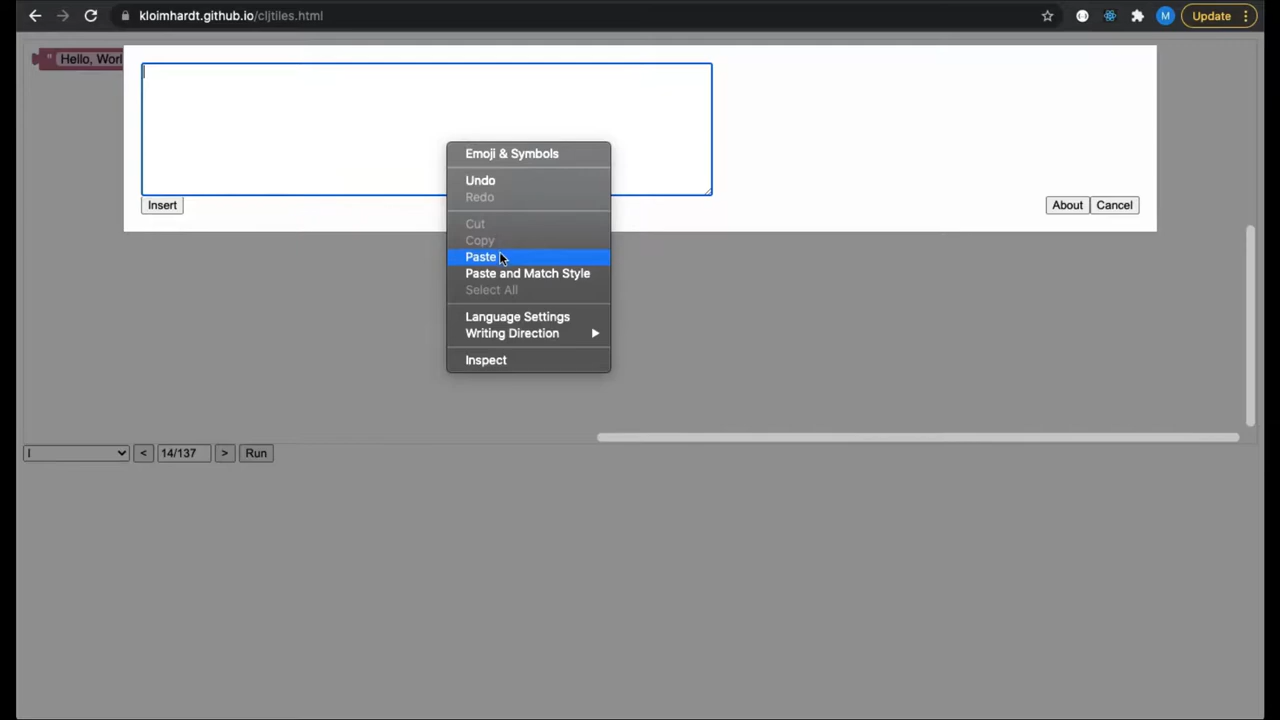 kloimhardt.github.io/cljtiles.html
M
Update
" Hello, Worl
Emoji & Symbols
Undo
Redo
Cut
Copy
Paste
Paste and Match Style
Select All
Language Settings
Writing Direction
Inspect
Insert
About
Cancel
I
<
14/137
>
Run